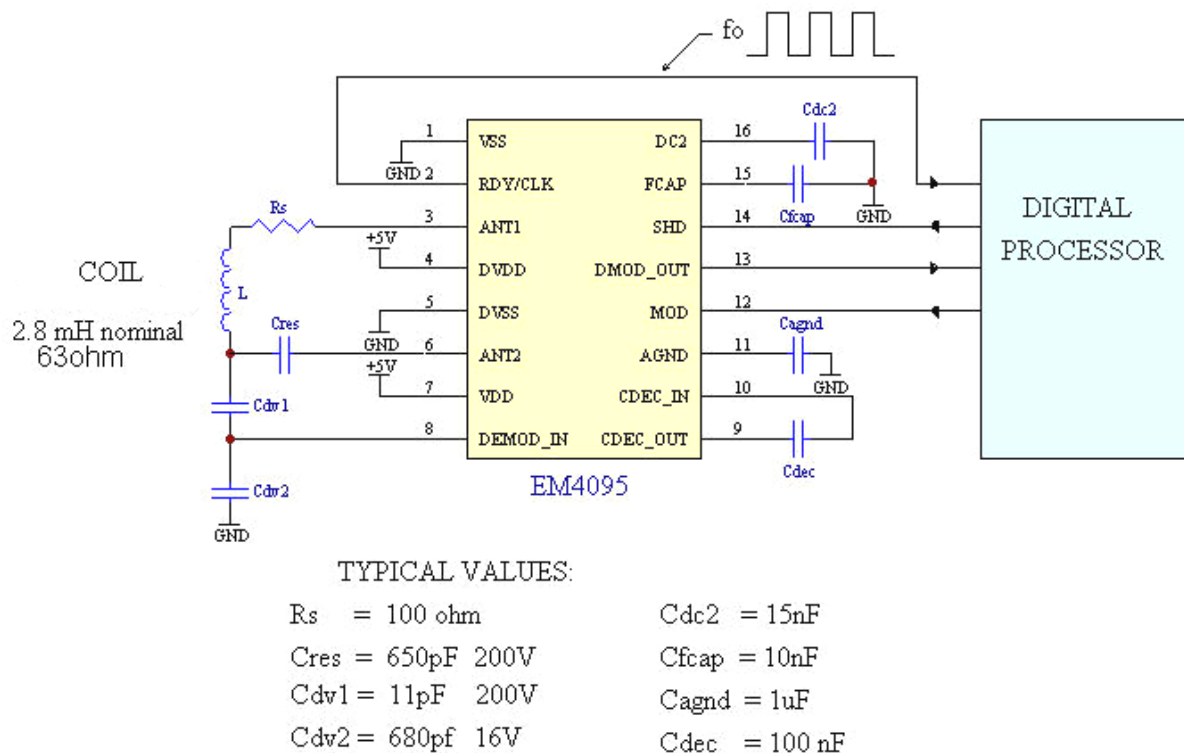 fo
Cdc2
1 VSS DC2 16
GND 2 RDY/CLK FCAP 15
GND
Rs
Cfcap
3 ANT1 SHD 14
DIGITAL
PROCESSOR
+5V
4 DVDD DMOD_OUT 13
COIL
L
2.8 mH nominal
63ohm
5 DVSS MOD 12
Cres
GND
Cagnd
6 ANT2 AGND 11
+5V
GND
7 VDD CDEC_IN 10
Cdv1
8 DEMOD_IN CDEC_OUT 9
Cdec
EM4095
Cdv2
GND
TYPICAL VALUES:
Rs = 100 ohm
Cres = 650pF 200V
Cdv1 = 11pF 200V
Cdv2 = 680pf 16V
Cdc2 = 15nF
Cfcap = 10nF
Cagnd = 1uF
Cdec = 100 nF